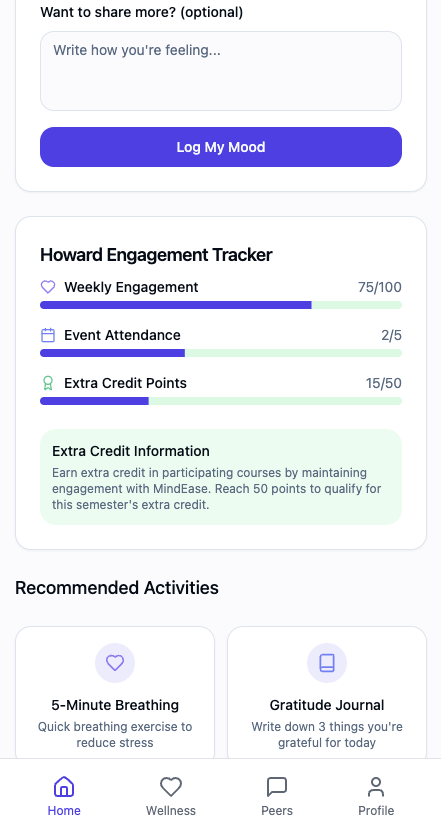 Want to share more? (optional)
Write how you're feeling...
Log My Mood
Howard Engagement Tracker
Weekly Engagement 75/100
Event Attendance 2/5
Extra Credit Points 15/50
Extra Credit Information
Earn extra credit in participating courses by maintaining
engagement with MindEase. Reach 50 points to qualify for
this semester's extra credit.
Recommended Activities
5-Minute Breathing
Quick breathing exercise to
reduce stress
Gratitude Journal
Write down 3 things you're
grateful for today
Home Wellness Peers Profile